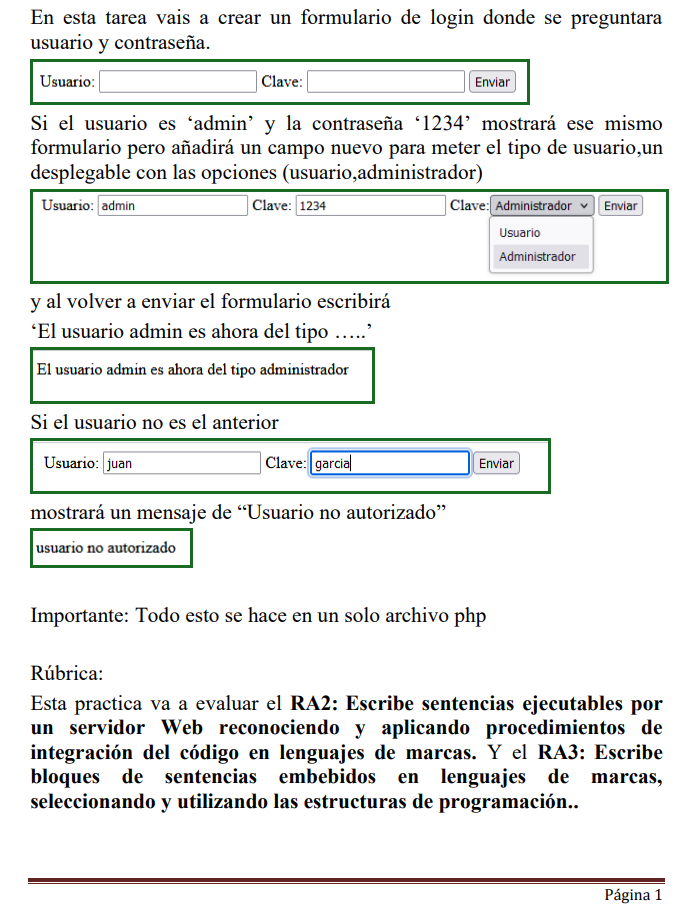 En esta tarea vais a crear un formulario de login donde se preguntara
usuario y contraseña.
Usuario: Clave: Enviar
Si el usuario es ‘admin’ y la contraseña ‘1234’ mostrará ese mismo
formulario pero añadirá un campo nuevo para meter el tipo de usuario,un
desplegable con las opciones (usuario,administrador)
Usuario: admin Clave: 1234 Clave: Administrador Enviar
Usuario
Administrador
y al volver a enviar el formulario escribirá
‘El usuario admin es ahora del tipo …..’
El usuario admin es ahora del tipo administrador
Si el usuario no es el anterior
Usuario: juan Clave: garcia Enviar
mostrará un mensaje de “Usuario no autorizado”
usuario no autorizado
Importante: Todo esto se hace en un solo archivo php
Rúbrica:
Esta practica va a evaluar el RA2: Escribe sentencias ejecutables por
un servidor Web reconociendo y aplicando procedimientos de
integración del código en lenguajes de marcas. Y el RA3: Escribe
bloques de sentencias embebidos en lenguajes de marcas,
seleccionando y utilizando las estructuras de programación..
Página 1